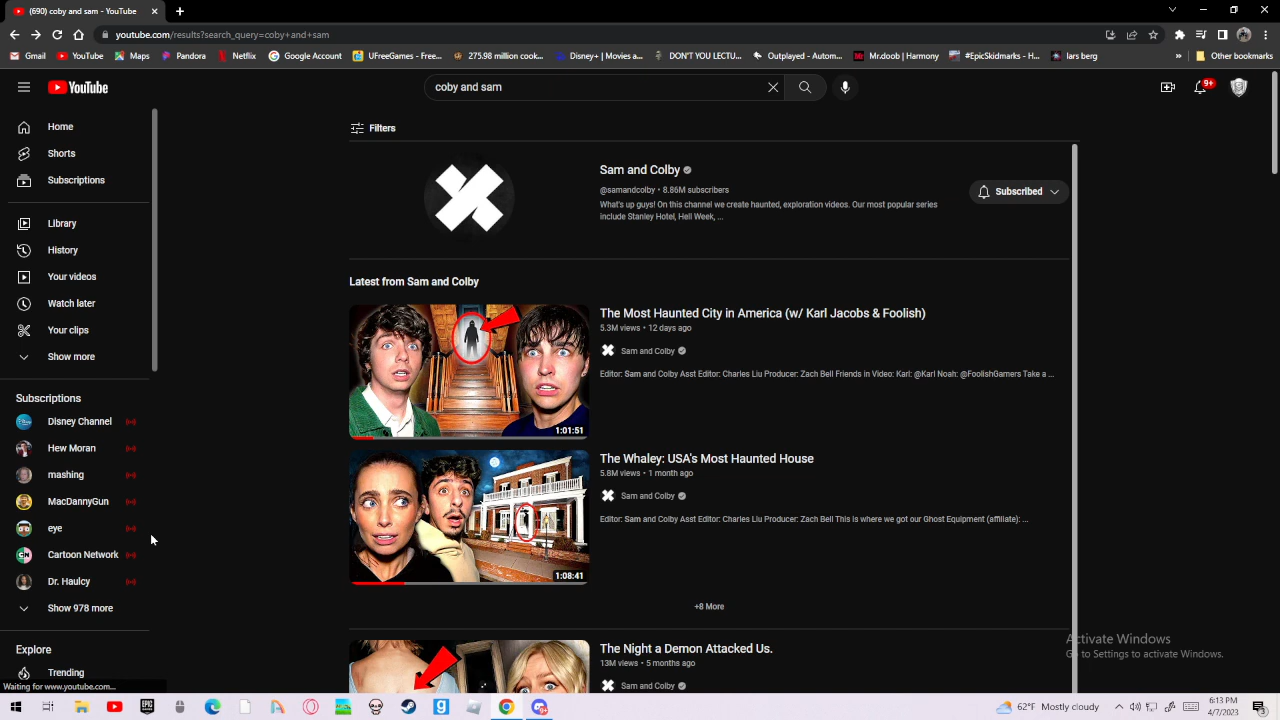 (690) coby and sam - YouTube
youtube.com/results?search_query=coby+and+sam
Gmail YouTube Maps Pandora Netflix Google Account UFreeGames - Free... 275.98 million cook... Disney+ | Movies a... DON'T YOU LECTU... Outplayed - Autom... Mr.doob | Harmony #EpicSkidmarks - H... lars berg » Other bookmarks
YouTube
coby and sam
9+
Home
Shorts
Subscriptions
Library
History
Your videos
Watch later
Your clips
Show more
Subscriptions
Disney Channel
Hew Moran
mashing
MacDannyGun
eye
CN Cartoon Network
Dr. Hauley
Show 978 more
Explore
Trending
Waiting for www.youtube.com...
Filters
Sam and Colby
@samandcolby • 8.86M subscribers
What's up guys! On this channel we create haunted, exploration videos. Our most popular series
include Stanley Hotel, Hell Week, ...
Subscribed
Latest from Sam and Colby
The Most Haunted City in America (w/ Karl Jacobs & Foolish)
5.3M views • 12 days ago
Sam and Colby
Editor: Sam and Colby Asst Editor: Charles Liu Producer: Zach Bell Friends in Video: Karl: @Karl Noah: @FoolishGamers Take a ...
1:01:51
The Whaley: USA's Most Haunted House
5.8M views • 1 month ago
Sam and Colby
Editor: Sam and Colby Asst Editor: Charles Liu Producer: Zach Bell This is where we got our Ghost Equipment (affiliate): ...
1:08:41
+8 More
The Night a Demon Attacked Us.
13M views • 5 months ago
Sam and Colby
Activate Windows
Go to Settings to activate Windows.
EPIC
62°F Mostly cloudy
6:13 PM
4/7/2023